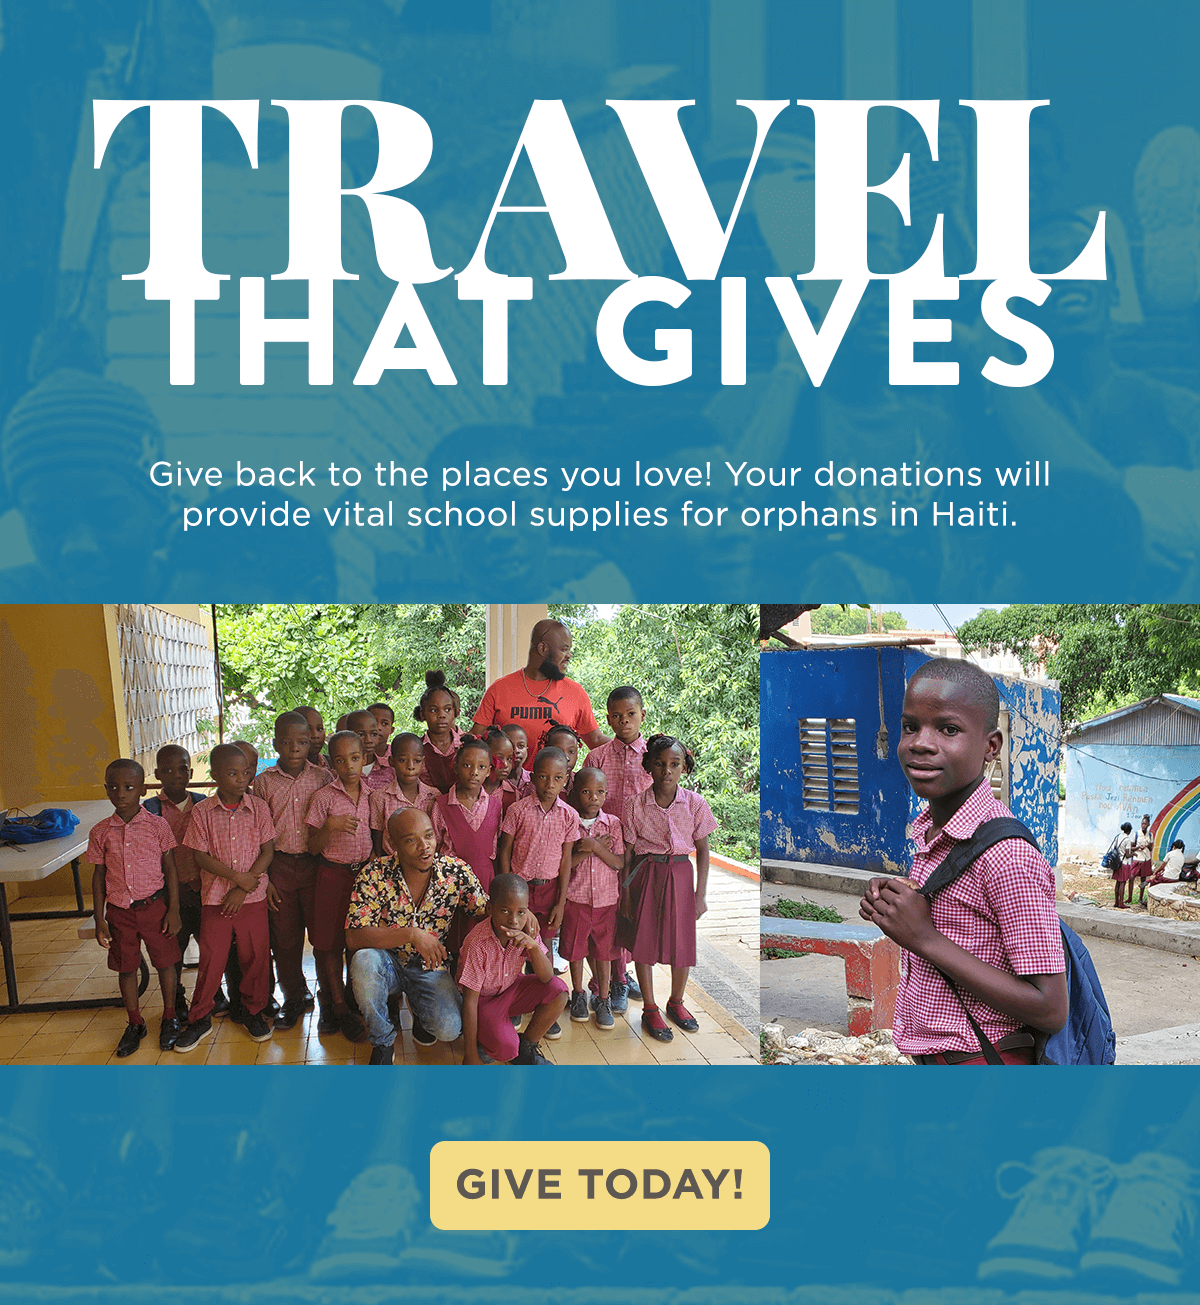 TRAVEL
THAT GIVES
Give back to the places you love! Your donations will
provide vital school supplies for orphans in Haiti.
PUMA
GIVE TODAY!